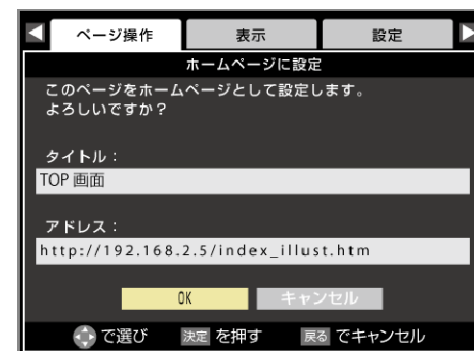 ページ操作 表示 設定
ホームページに設定
このページをホームページとして設定します。
よろしいですか？
タイトル：
TOP 画面
アドレス：
http://192.168.2.5/index_illust.htm
OK キャンセル
で選び 決定 を押す 戻る でキャンセル